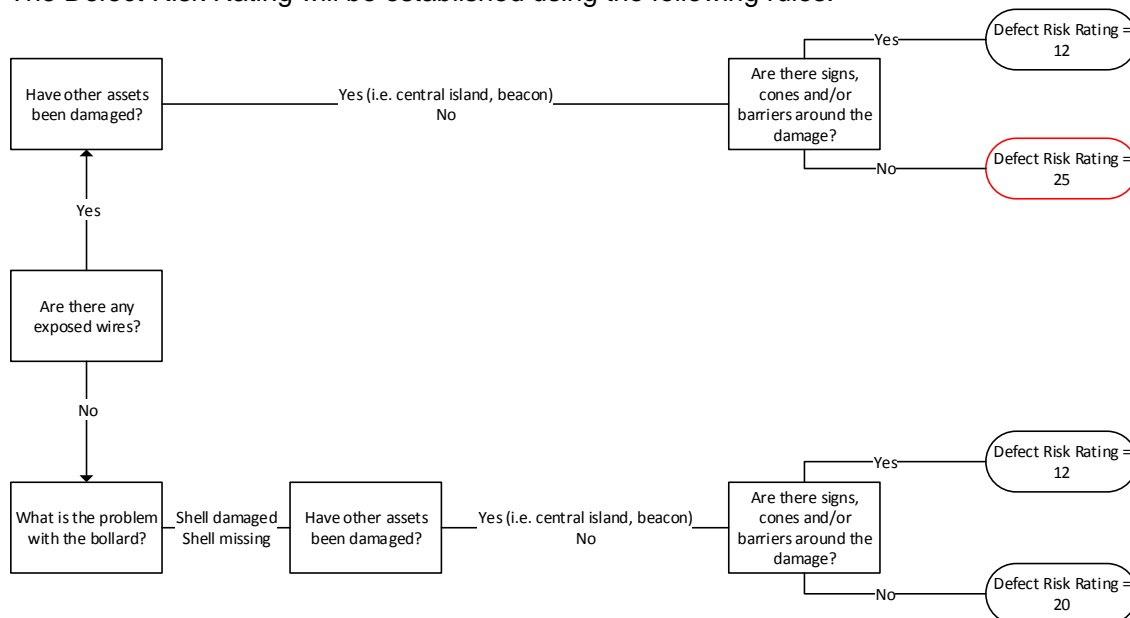 The Defect Risk Rating will be established using the following rules:
Yes
Defect Risk Rating =
12
Have other assets
been damaged?
Yes (i.e. central island, beacon)
No
Are there signs,
cones and/or
barriers around the
damage?
No
Defect Risk Rating =
25
Yes
Are there any
exposed wires?
No
What is the problem
with the bollard?
Shell damaged
Shell missing
Have other assets
been damaged?
Yes (i.e. central island, beacon)
No
Are there signs,
cones and/or
barriers around the
damage?
Yes
Defect Risk Rating =
12
No
Defect Risk Rating =
20